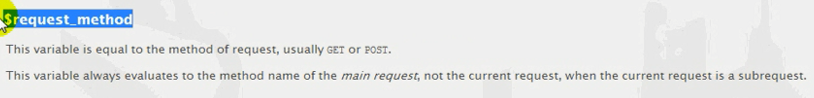 $request_method
This variable is equal to the method of request, usually GET or POST.
This variable always evaluates to the method name of the main request, not the current request, when the current request is a subrequest.